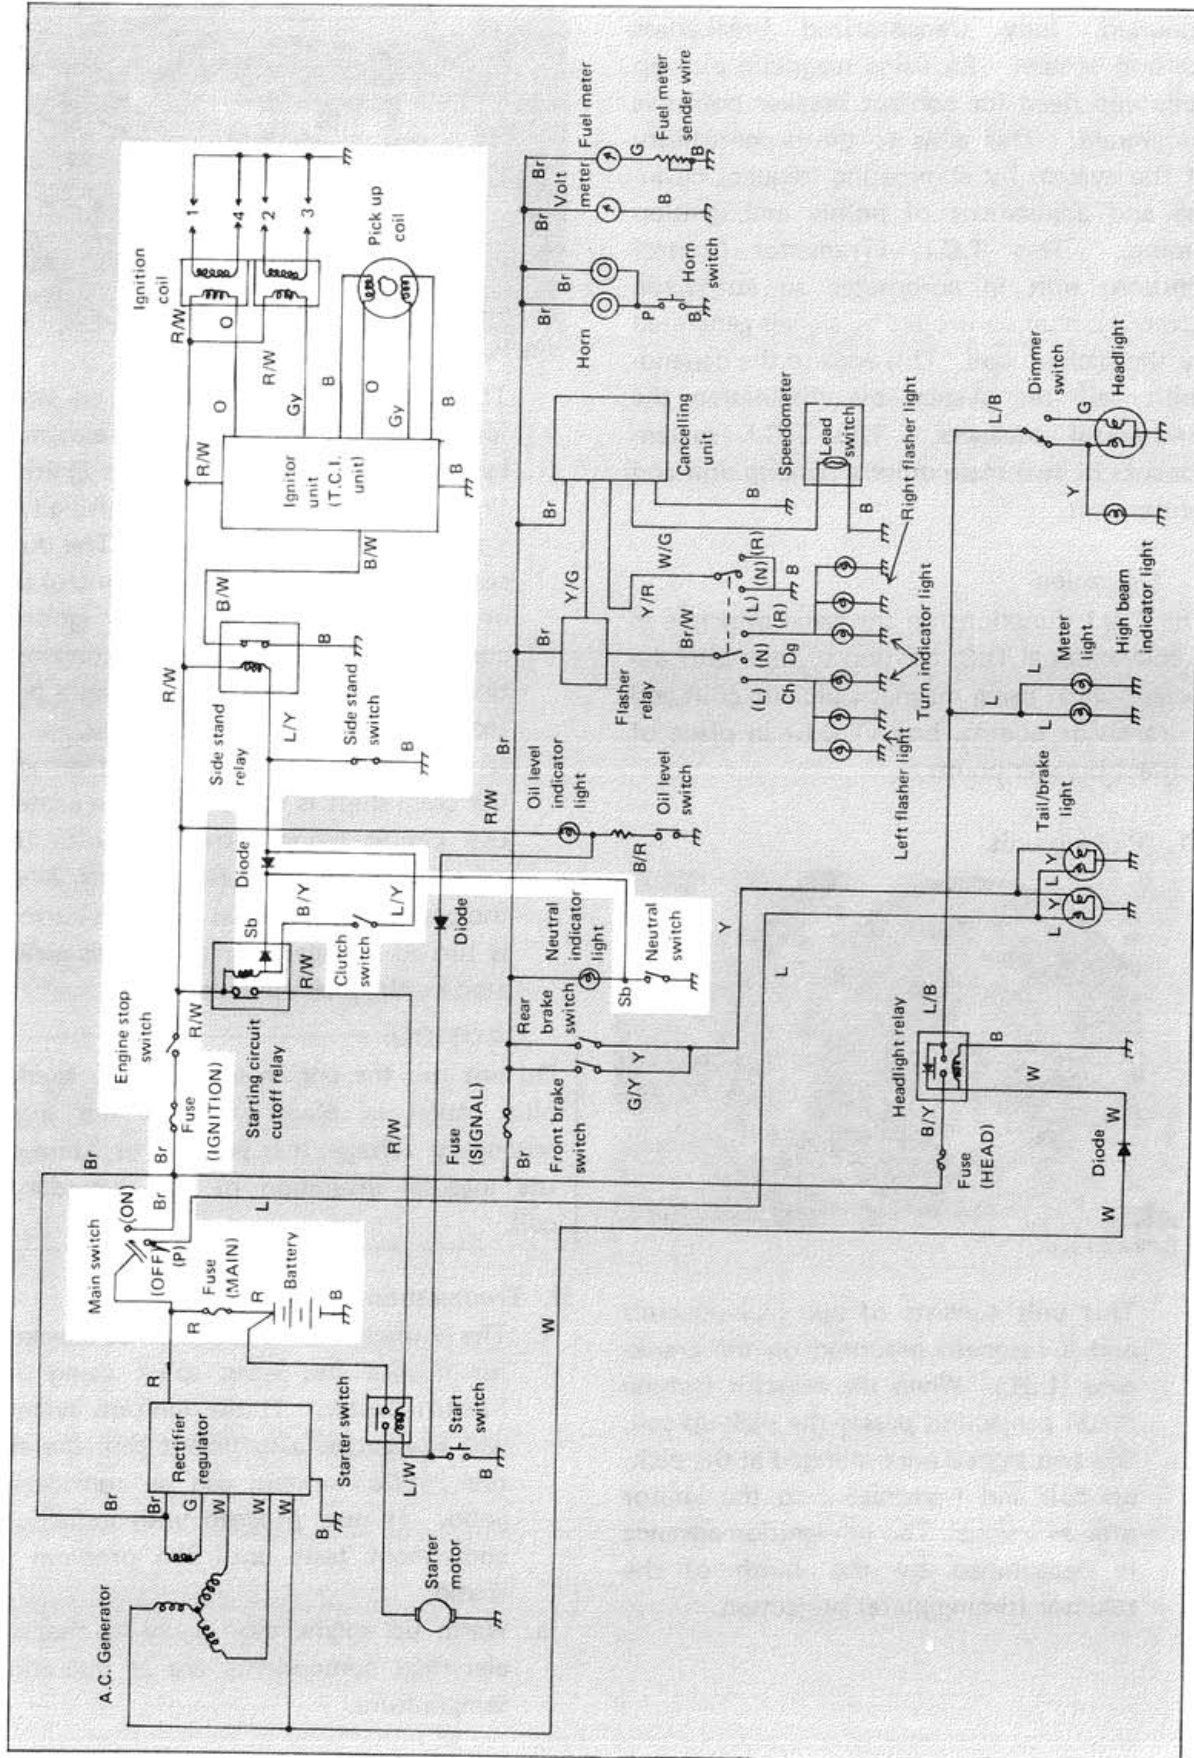 A.C. Generator
Br
Br
G
W
W
W
Rectifier
regulator
B
R
Main switch
(ON)
(OFF)
(P)
Br
L
R
Fuse
(MAIN)
R
Battery
B
Starter switch
L/W
Start
switch
B
Starter
motor
W
Br
Br
Fuse
(IGNITION)
Engine stop
switch
R/W
Starting circuit
cutoff relay
R/W
R/W
Sb
Diode
B/Y
Clutch
switch
L/Y
Side stand
relay
L/Y
Side stand
switch
B
R/W
B/W
B
B/W
R/W
Ignitor
unit
(T.C.I.
unit)
B
O
R/W
Gy
R/W
O
B
O
Gy
B
Ignition
coil
1
4
2
3
Pick up
coil
Fuse
(SIGNAL)
Br
Front brake
switch
G/Y
Y
Rear
brake
switch
Neutral
indicator
light
Sb
Neutral
switch
Diode
R/W
Oil level
indicator
light
B/R
Oil level
switch
Br
Br
Flasher
relay
Y/G
Y/R
W/G
Br/W
(L)
(N)
(R)
(L)
(N)
(R)
B
Ch
Dg
Br
Cancelling
unit
B
Speedometer
Lead
switch
B
Left flasher light
Turn indicator light
Right flasher light
Horn
Br
Br
P
B
Horn
switch
Br
Volt
meter
B
Br
Fuel meter
G
Fuel meter
sender wire
B
Y
L
L
Y
L
Y
Tail/brake
light
Fuse
(HEAD)
B/Y
Headlight relay
L/B
B
W
W
Diode
W
L
L
L
Meter
light
High beam
indicator light
L/B
Dimmer
switch
Y
G
Headlight